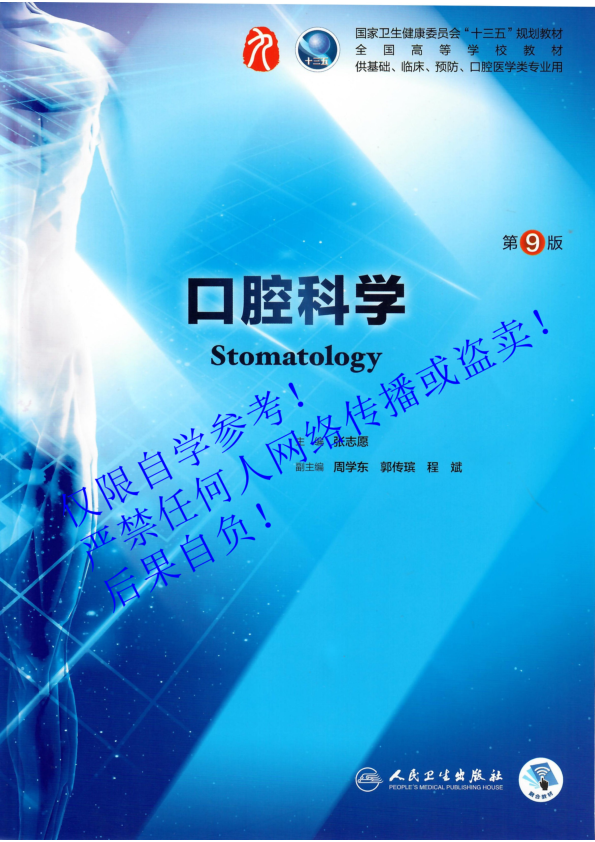 国家卫生健康委员会“十三五”规划教材
全国高等学校教材
供基础、临床、预防、口腔医学类专业用
十三五
第9版
口腔科学
Stomatology
主编 张志愿
副主编 周学东 郭传瑸 程斌
仅限自学参考！
严禁任何人网络传播或盗卖！
后果自负！
人民卫生出版社
PEOPLE'S MEDICAL PUBLISHING HOUSE
融合教材